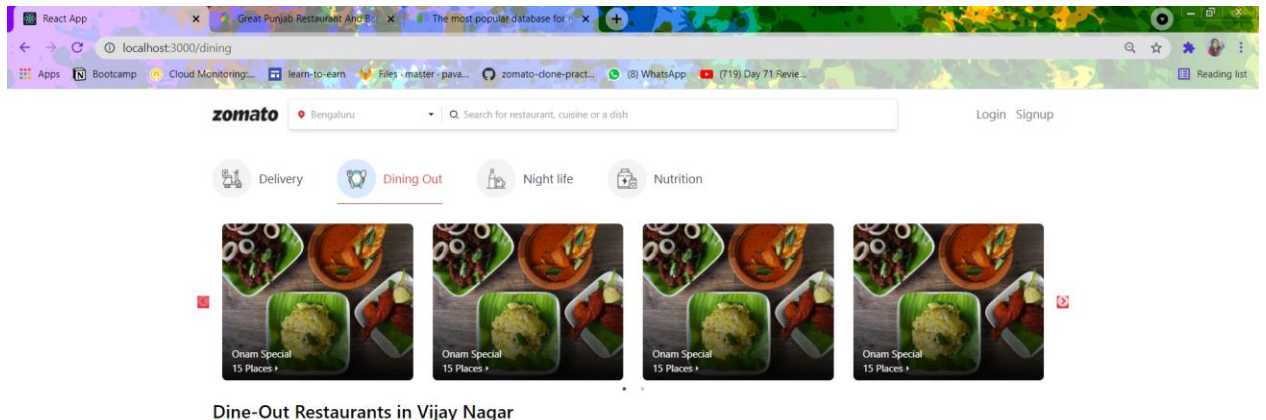 React App
Great Punjab Restaurant And Ba
The most popular database for
localhost:3000/dining
Apps
Bootcamp
Cloud Monitoring:...
learn-to-earn
Files · master · pava...
zomato-clone-pract...
(8) WhatsApp
(719) Day 71 Revie...
Reading list
zomato
Bengaluru
Search for restaurant, cuisine or a dish
Login
Signup
Delivery
Dining Out
Night life
Nutrition
Onam Special
15 Places
Onam Special
15 Places
Onam Special
15 Places
Onam Special
15 Places
Dine-Out Restaurants in Vijay Nagar